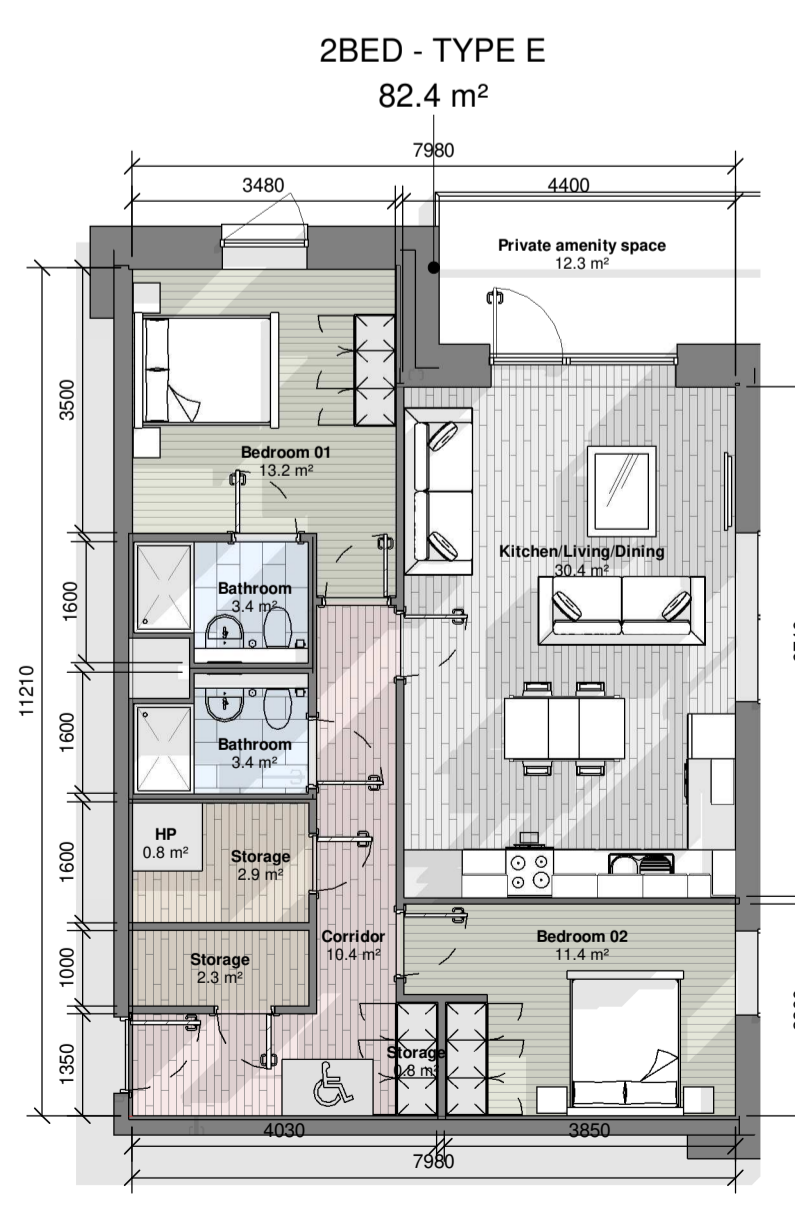 2BED - TYPE E
82.4 m²
7980
3480
4400
Private amenity space
12.3 m²
3500
Bedroom 01
13.2 m²
Kitchen/Living/Dining
30.4 m²
Bathroom
3.4 m²
1600
11210
1600
Bathroom
3.4 m²
HP
0.8 m²
Storage
2.9 m²
1600
Corridor
10.4 m²
Bedroom 02
11.4 m²
Storage
2.3 m²
1000
Storage
0.8 m²
1350
4030
3850
7980